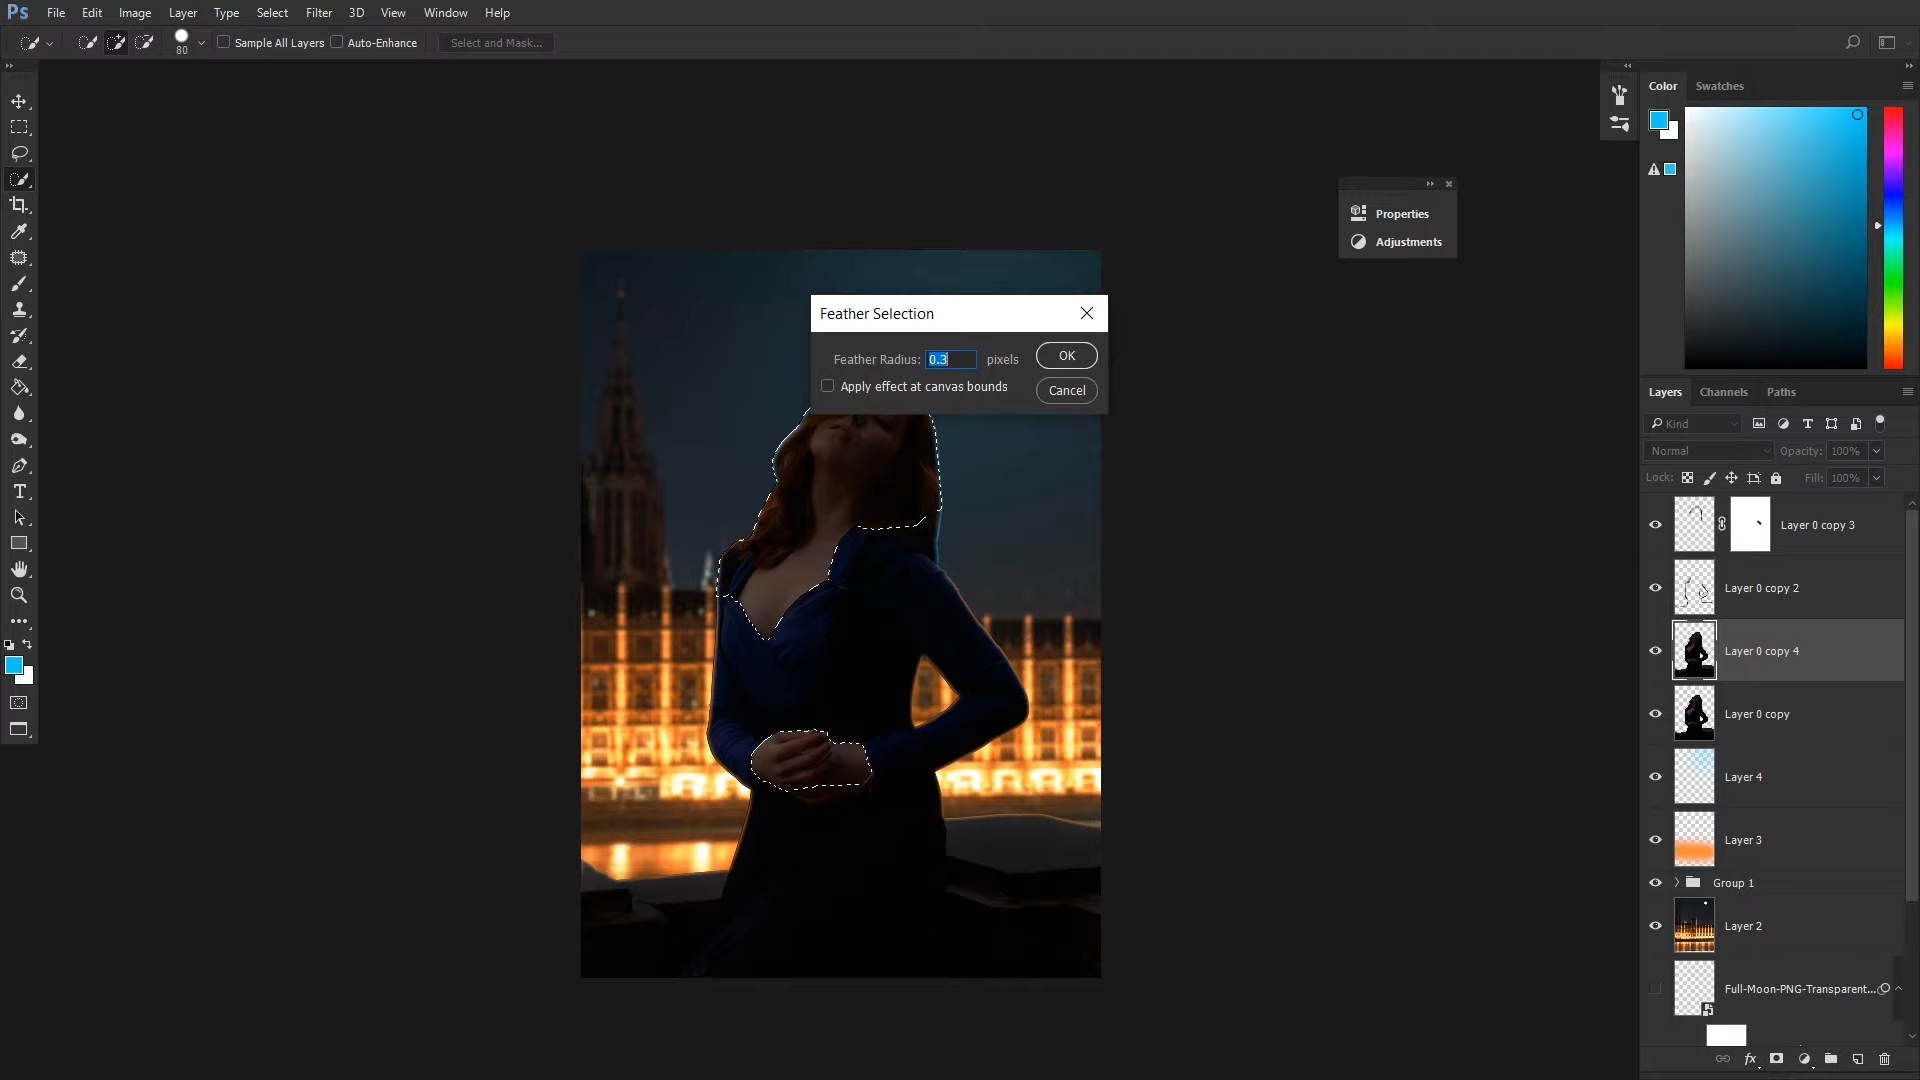 Ps File Edit Image Layer Type Select Filter 3D View Window Help
80 Sample All Layers Auto-Enhance Select and Mask...
Color Swatches
Properties
Adjustments
Feather Selection
Feather Radius: 0.3 pixels OK
Apply effect at canvas bounds Cancel
Layers Channels Paths
Kind
Normal Opacity: 100%
Lock: Fill: 100%
Layer 0 copy 3
Layer 0 copy 2
Layer 0 copy 4
Layer 0 copy
Layer 4
Layer 3
Group 1
Layer 2
Full-Moon-PNG-Transparent...
fx